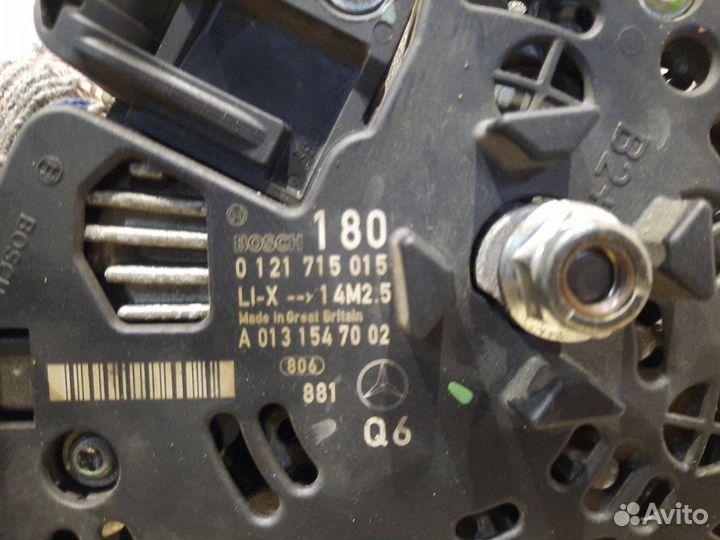 BOSCH
BOSCH 180
0 121 715 015
LI-X --> 14M2.5
Made in Great Britain
A 013 154 70 02
806
881
Q6
B2+
Avito